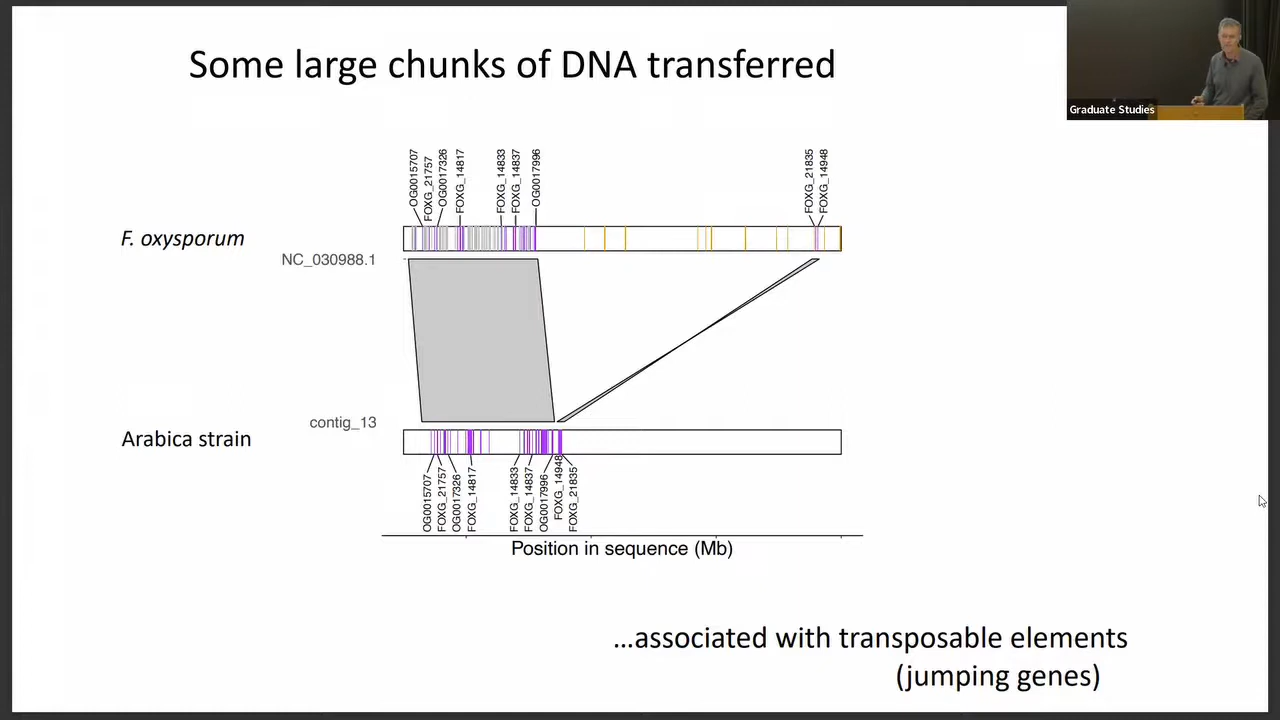 Some large chunks of DNA transferred
Graduate Studies
OG0015707
FOXG_21757
OG0017326
FOXG_14817
FOXG_14833
FOXG_14837
OG0017996
FOXG_21835
FOXG_14948
F. oxysporum
NC_030988.1
contig_13
Arabica strain
OG0015707
FOXG_21757
OG0017326
FOXG_14817
FOXG_14833
FOXG_14837
OG0017996
FOXG_14948
FOXG_21835
Position in sequence (Mb)
...associated with transposable elements
(jumping genes)